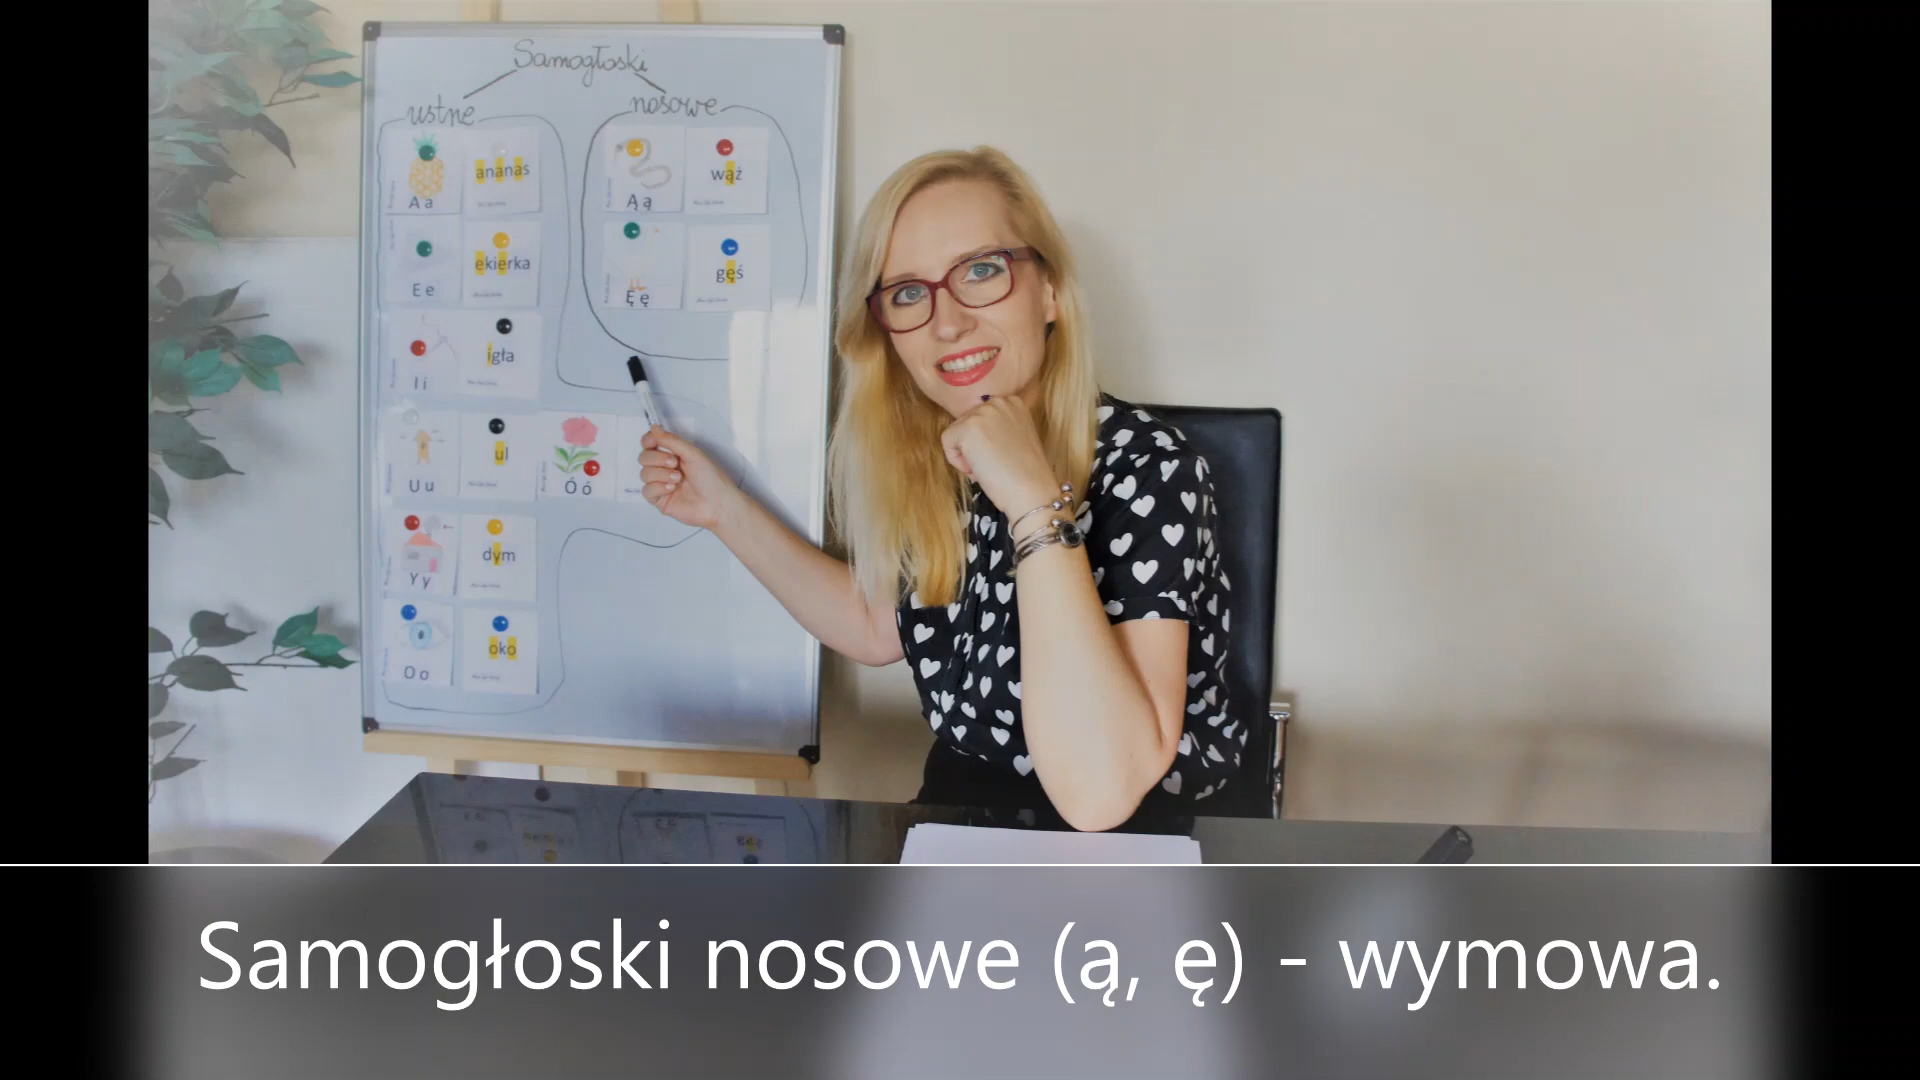 Samogłoski
ustne
nosowe
A a
ananas
Ą ą
wąż
E e
ekierka
Ę ę
gęś
I i
igła
U u
ul
Ó ó
Y y
dym
O o
oko
Samogłoski nosowe (ą, ę) - wymowa.